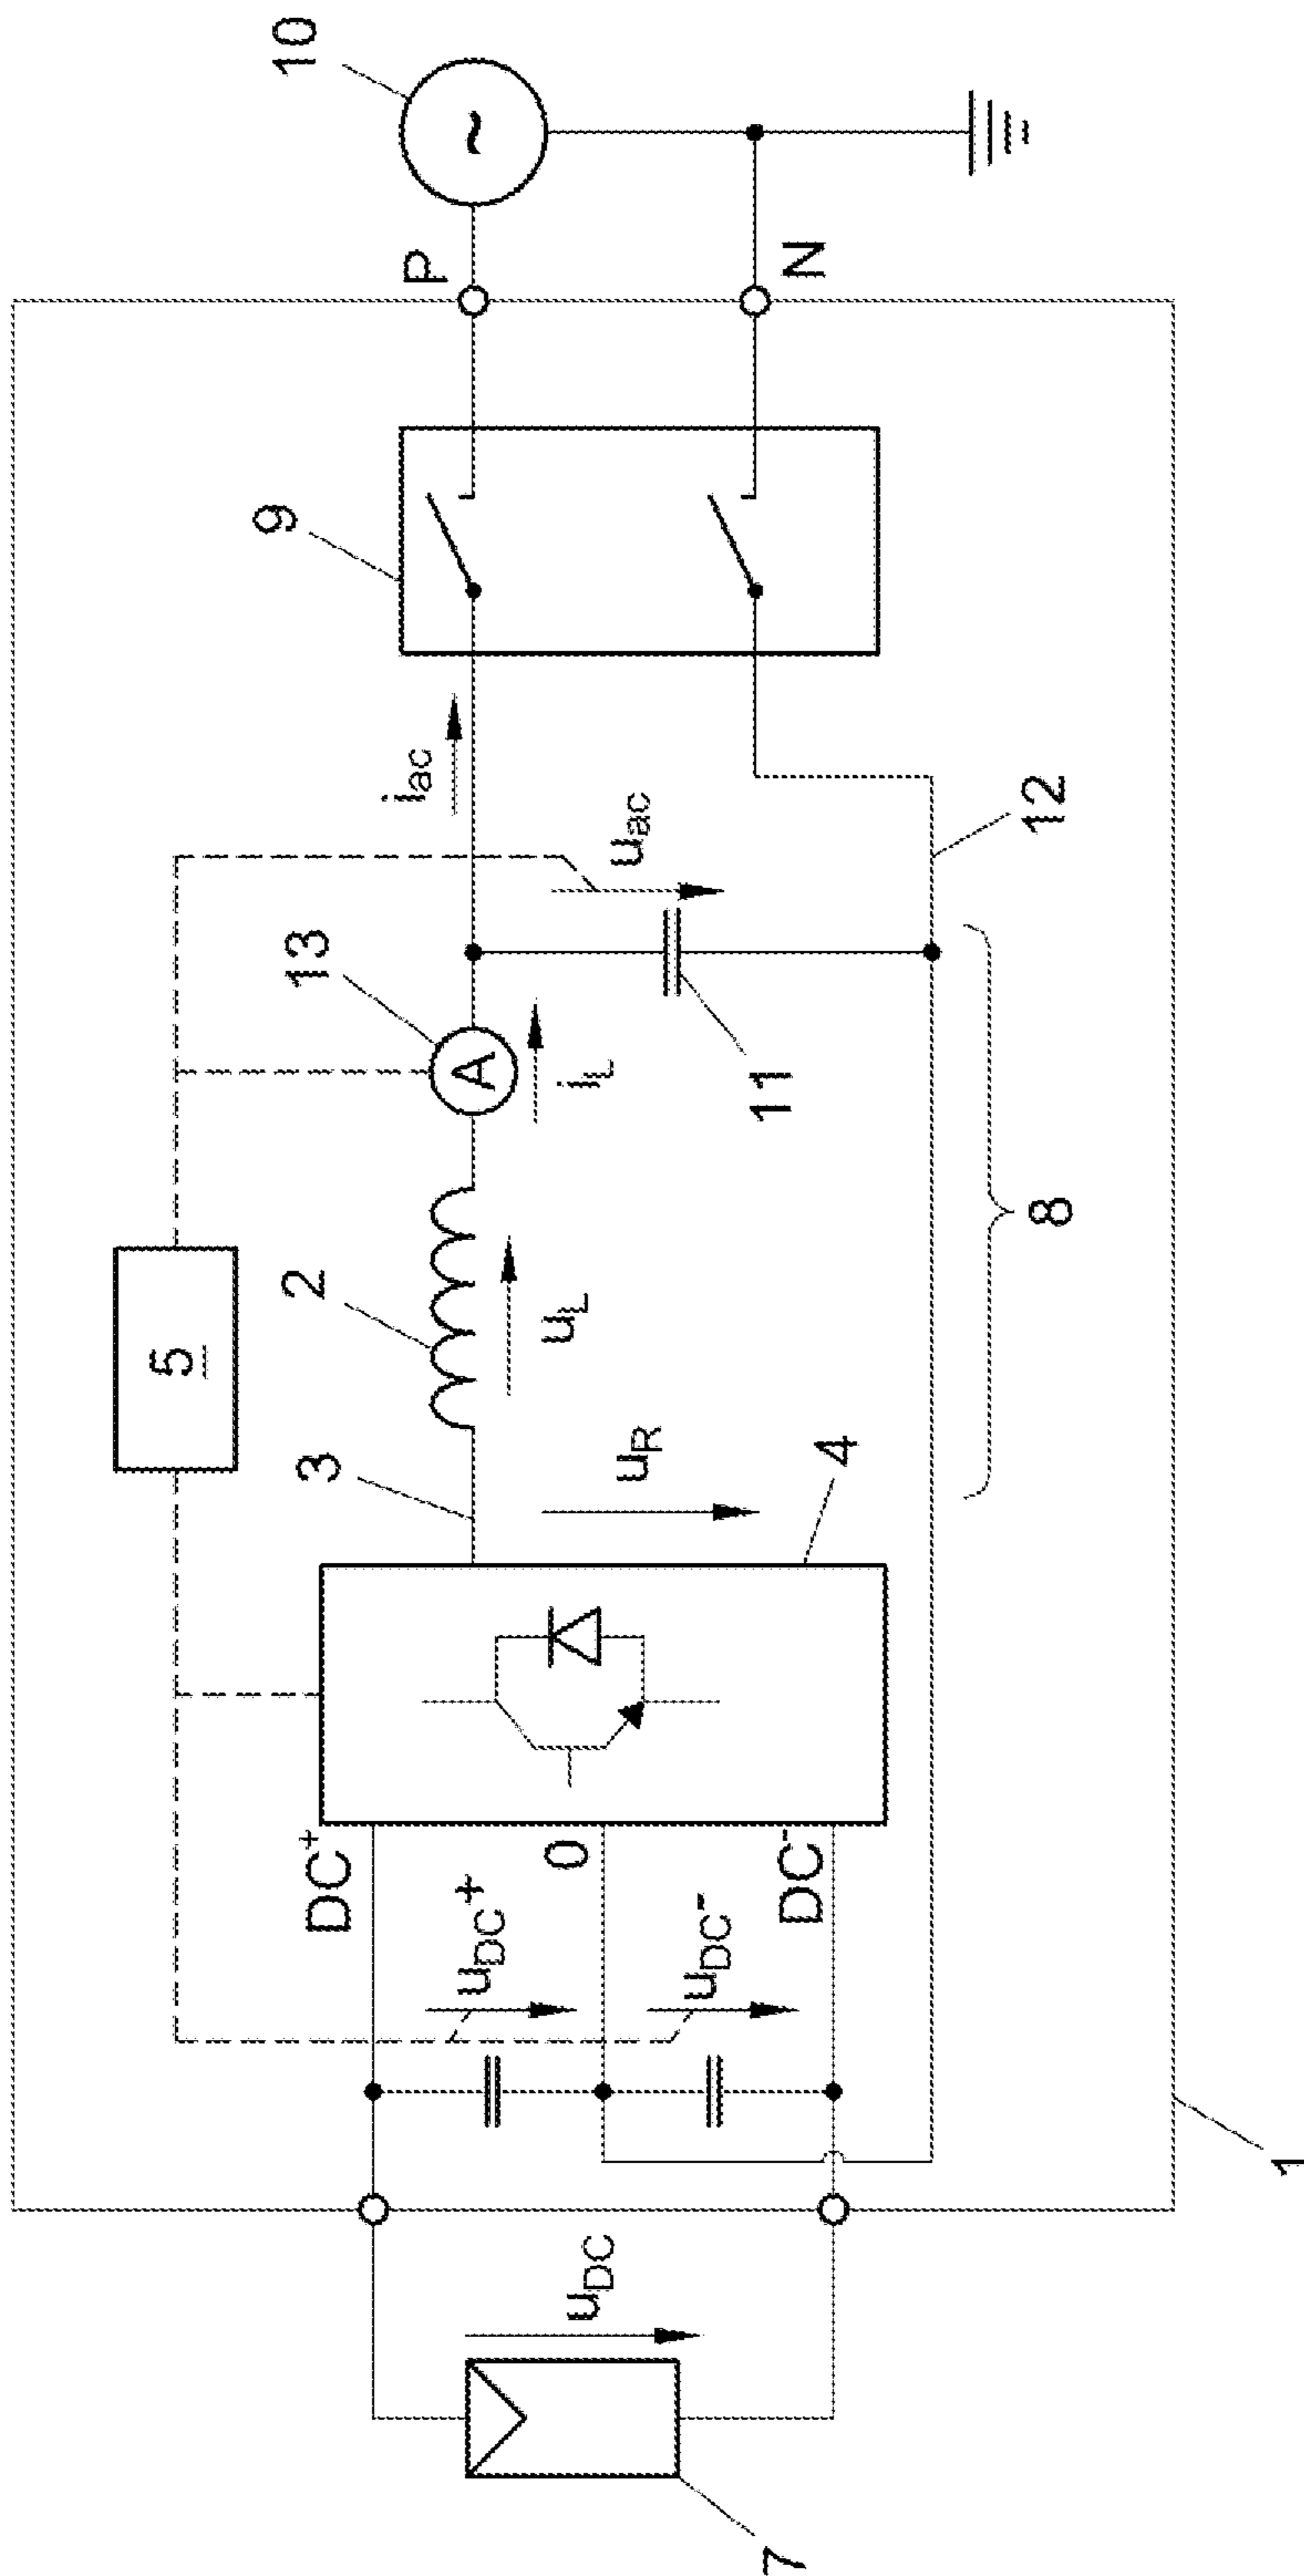 10
P
N
9
i_ac
u_ac
12
13
A
i_L
11
5
2
u_L
8
3
u_R
4
DC⁺
0
DC⁻
u_DC⁺
u_DC⁻
u_DC
7
1
~